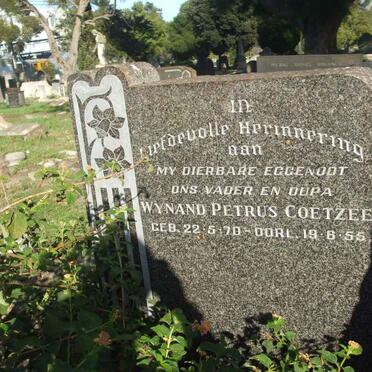 IN
Liefdevolle Herinnering
aan
MY DIERBARE EGGENOOT
ONS VADER EN OUPA
WYNAND PETRUS COETZEE
GEB. 22·5·70 - OORL. 19·6·55